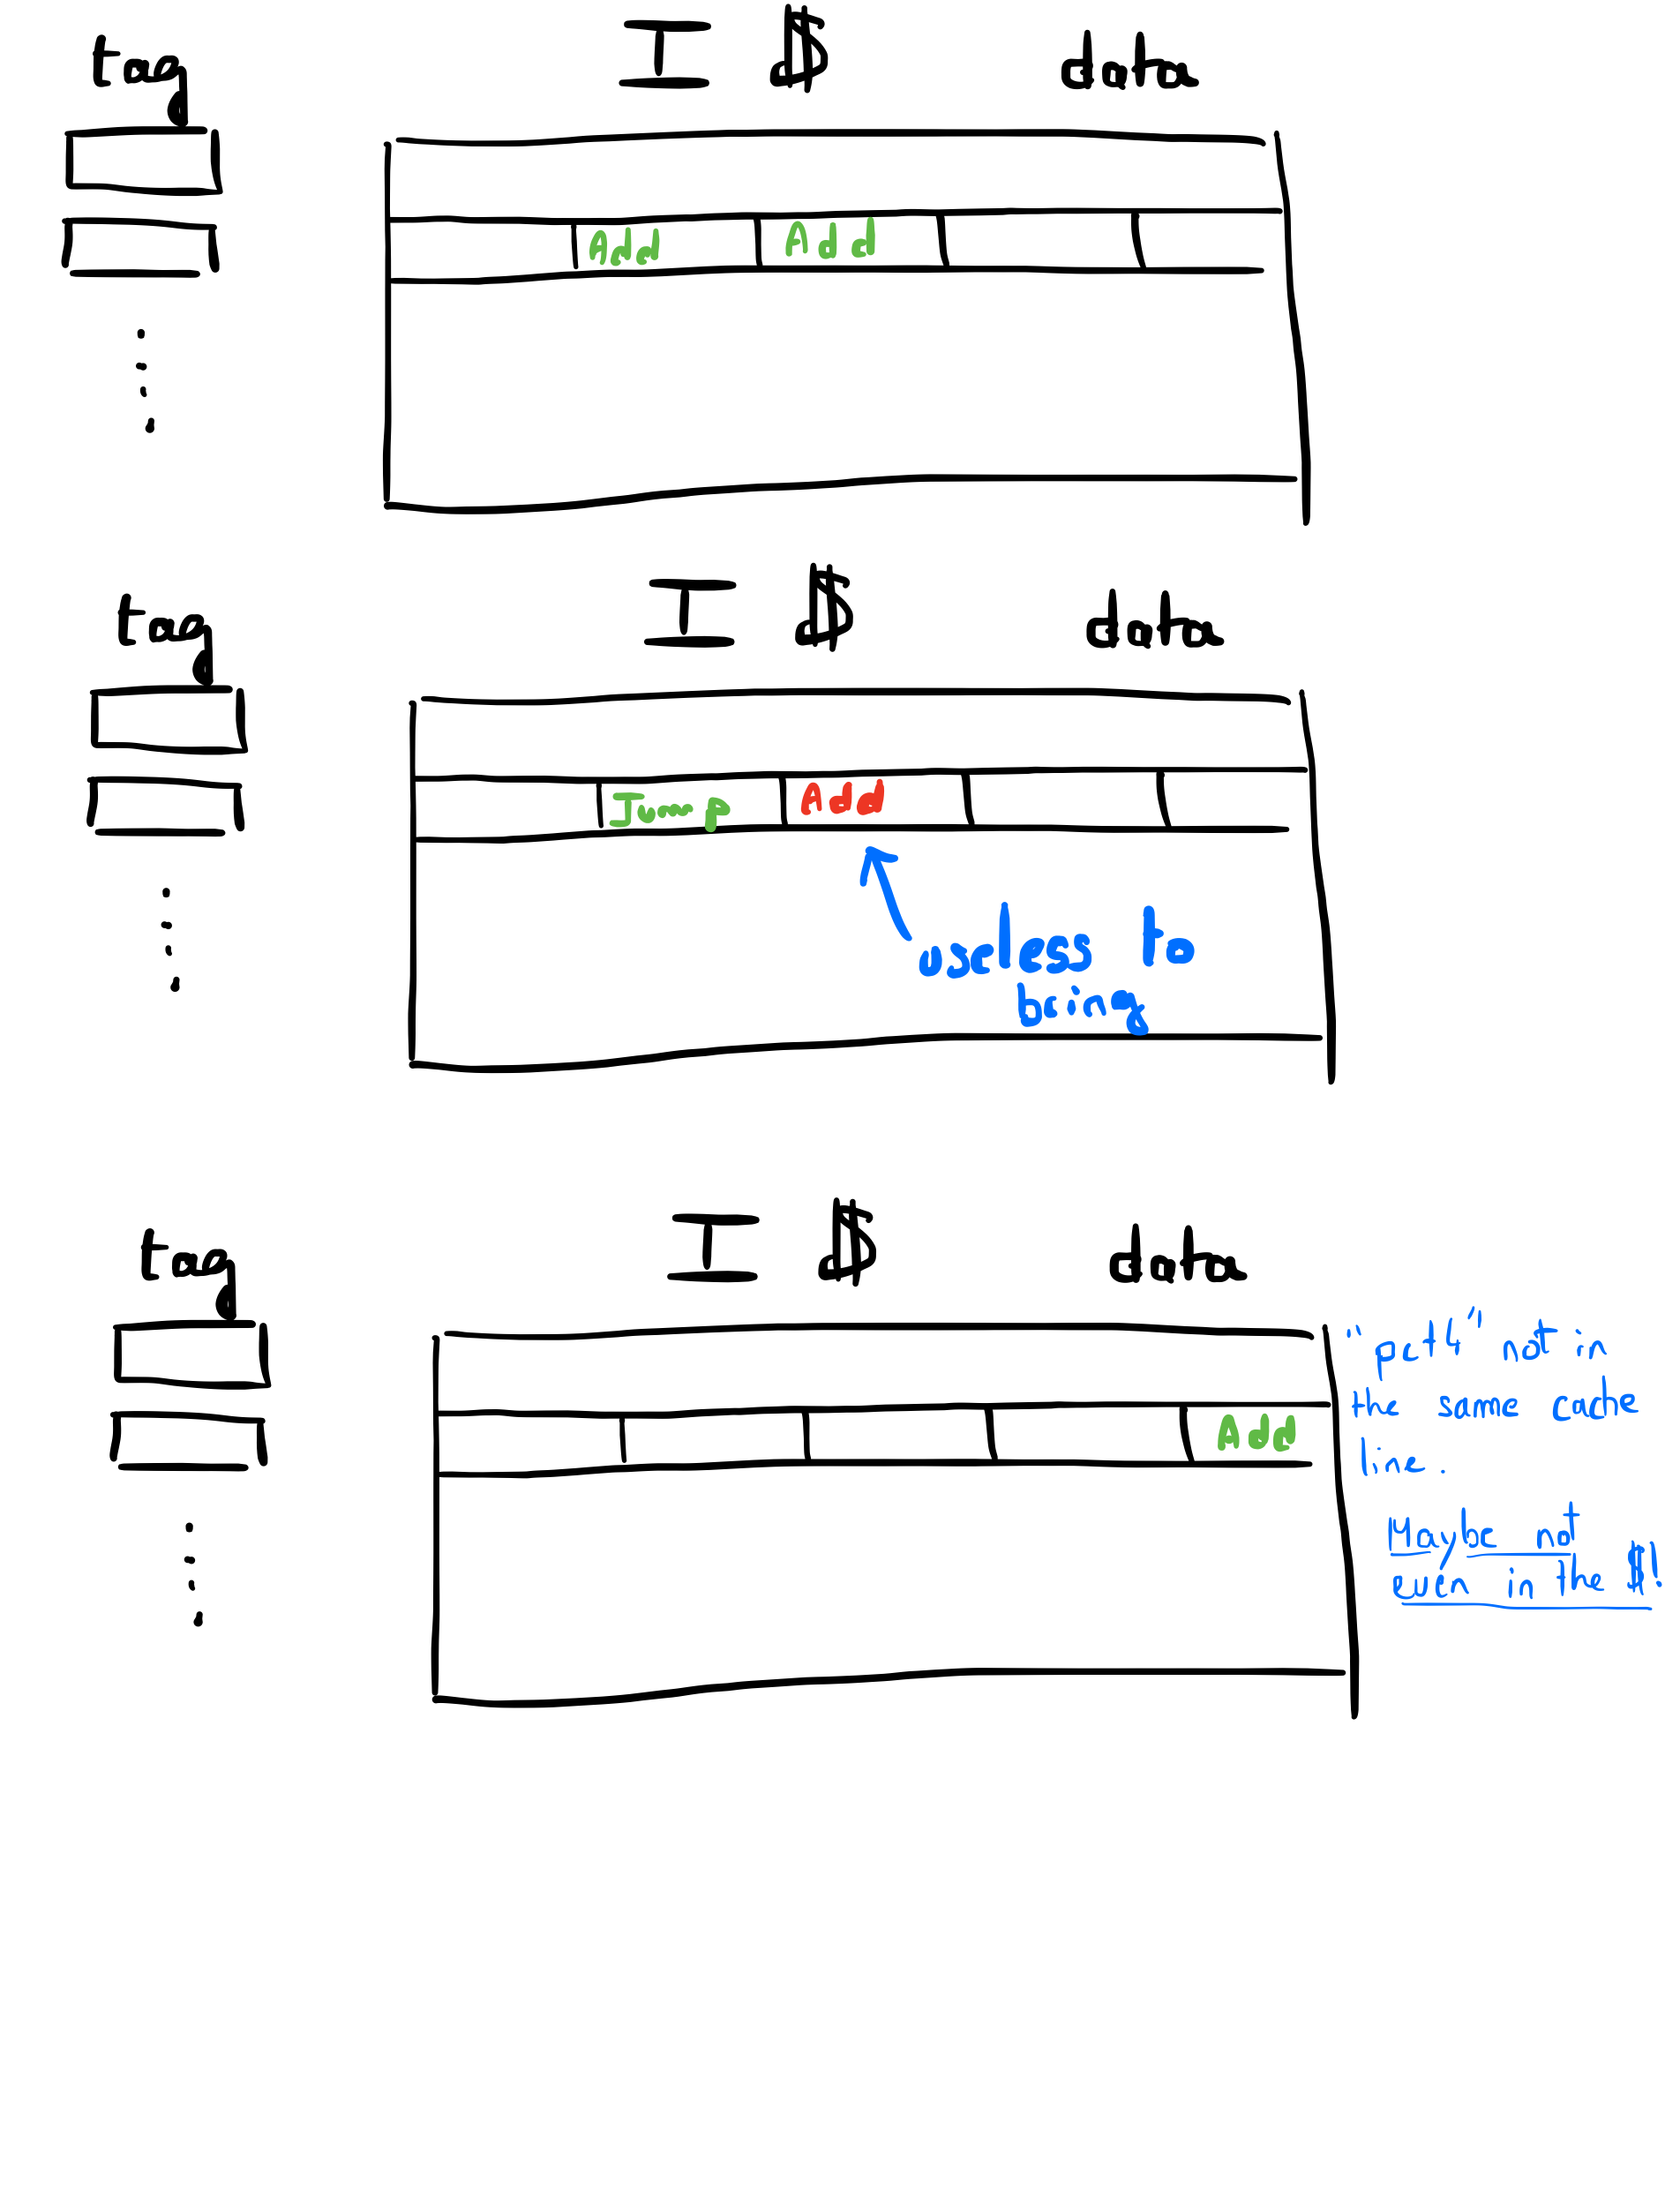 tag I $ data
Add Add
tag I $ data
Jump Add
useless to
bring
tag I $ data
"pc+4" not in
the same cache
line.
Add
Maybe not
even in the $!